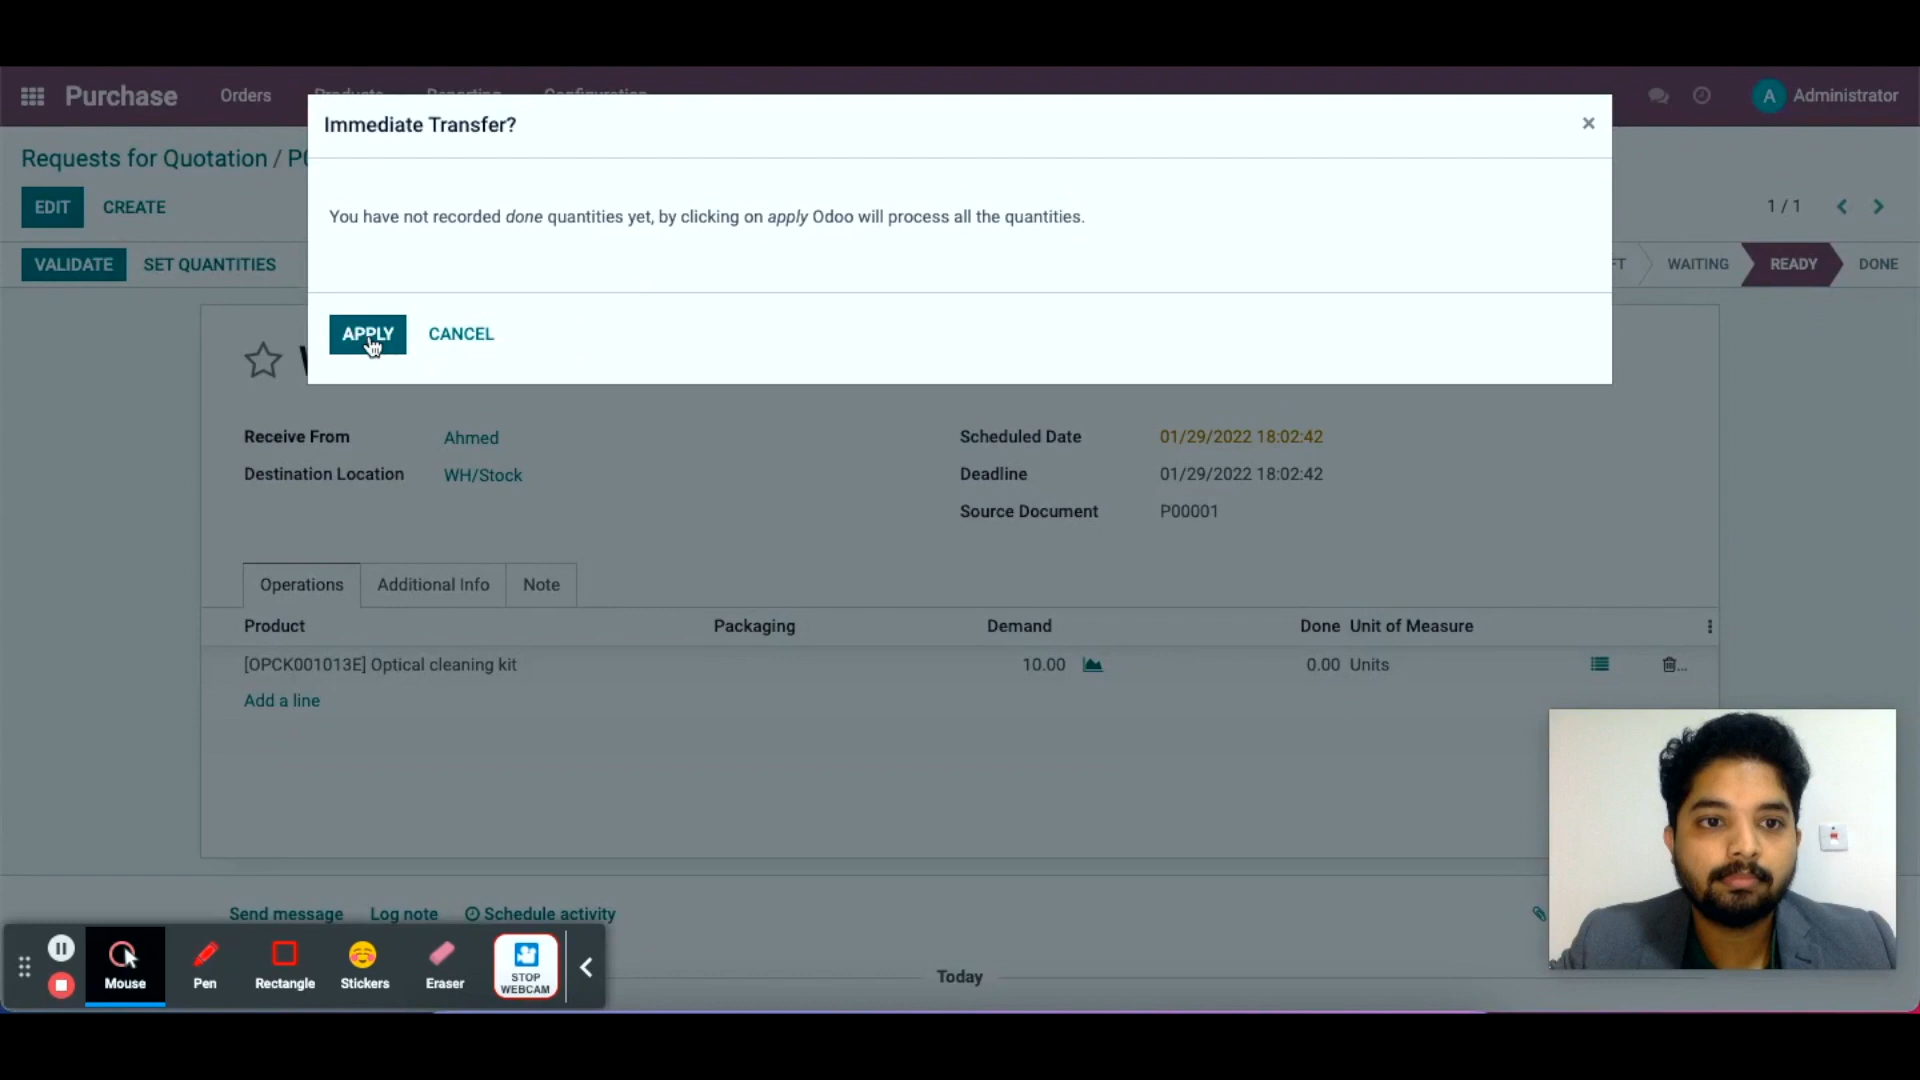 Purchase Orders Products Reporting Configuration A Administrator
Immediate Transfer? ×
Requests for Quotation /
EDIT CREATE 1 / 1
You have not recorded done quantities yet, by clicking on apply Odoo will process all the quantities.
VALIDATE SET QUANTITIES WAITING READY DONE
APPLY CANCEL
Receive From Ahmed Scheduled Date 01/29/2022 18:02:42
Destination Location WH/Stock Deadline 01/29/2022 18:02:42
Source Document P00001
Operations Additional Info Note
Product Packaging Demand Done Unit of Measure
[OPCK001013E] Optical cleaning kit 10.00 0.00 Units
Add a line
Send message Log note Schedule activity
Today
Mouse Pen Rectangle Stickers Eraser STOP
WEBCAM